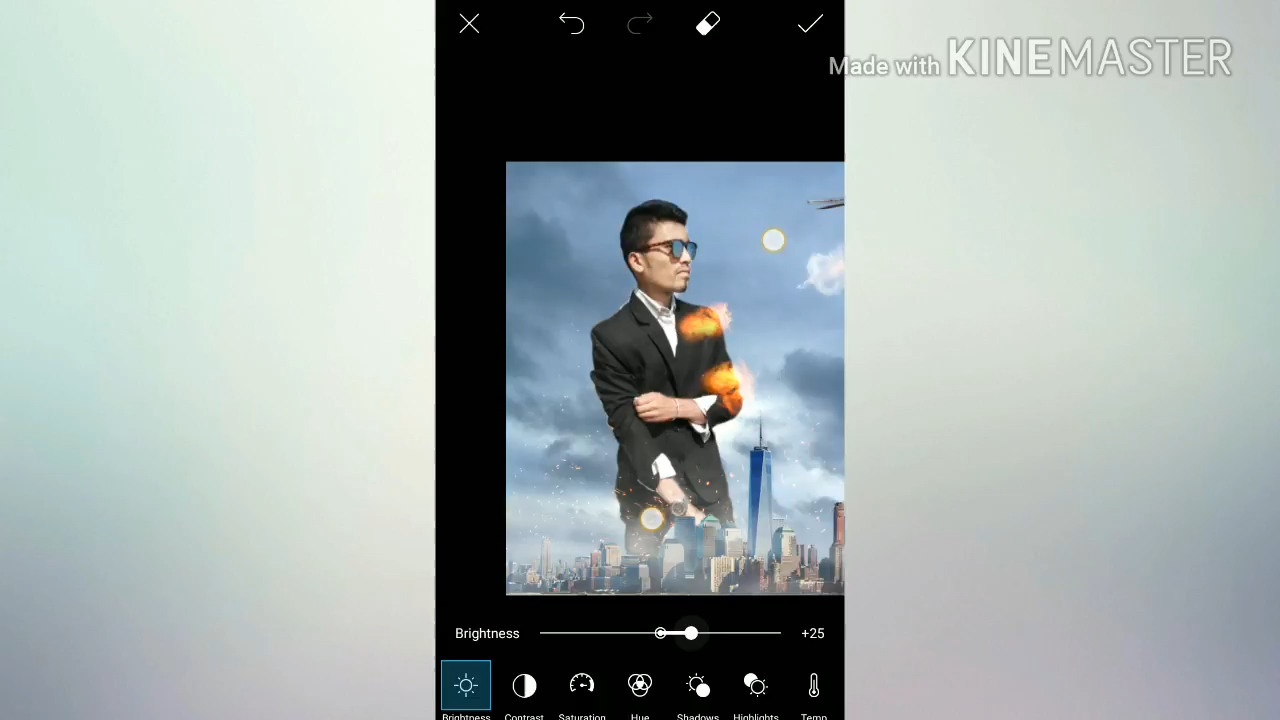 Made with KINEMASTER
Brightness +25
Brightness Contrast Saturation Hue Shadows Highlights Temp